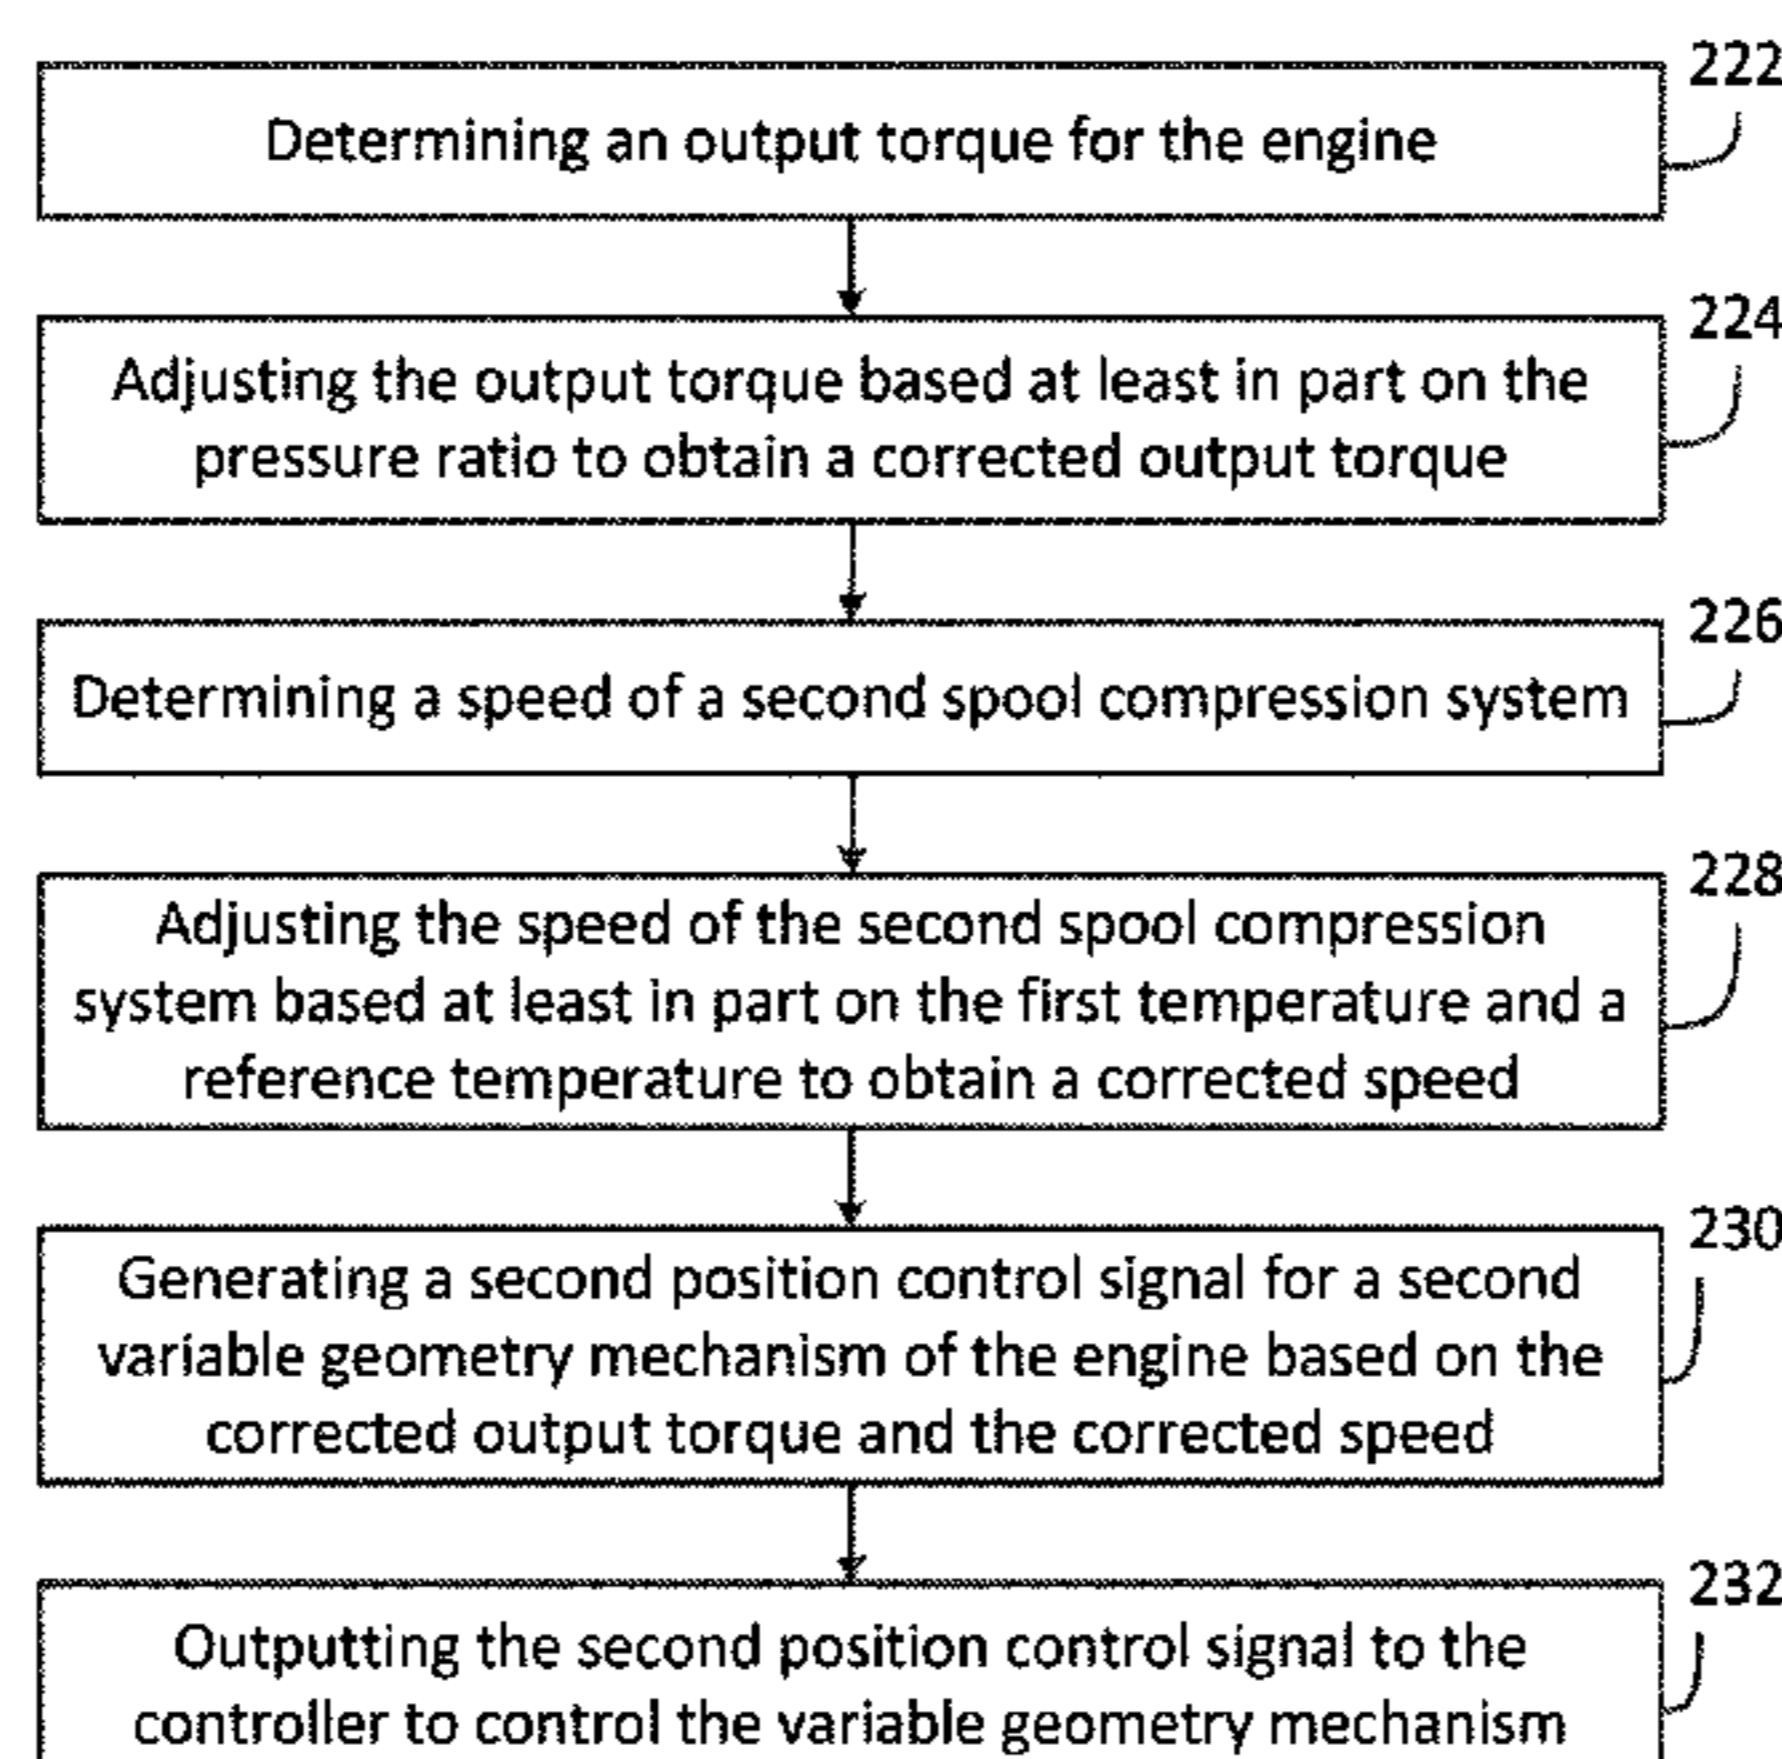 222
Determining an output torque for the engine
224
Adjusting the output torque based at least in part on the
pressure ratio to obtain a corrected output torque
226
Determining a speed of a second spool compression system
228
Adjusting the speed of the second spool compression
system based at least in part on the first temperature and a
reference temperature to obtain a corrected speed
230
Generating a second position control signal for a second
variable geometry mechanism of the engine based on the
corrected output torque and the corrected speed
232
Outputting the second position control signal to the
controller to control the variable geometry mechanism